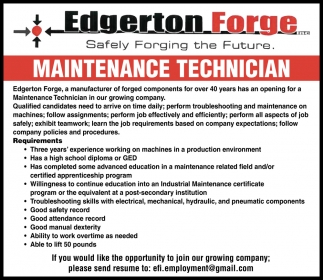 Edgerton Forge
Safely Forging the Future.
MAINTENANCE TECHNICIAN
Edgerton Forge, a manufacturer of forged components for over 40 years has an opening for a
Maintenance Technician in our growing company.
Qualified candidates need to arrive on time daily; perform troubleshooting and maintenance on
machines; follow assignments; perform job effectively and efficiently; perform all aspects of job
safely; exhibit teamwork; learn the job requirements based on company expectations; follow
company policies and procedures.
Requirements
• Three years' experience working on machines in a production environment
• Has a high school diploma or GED
• Has completed some advanced education in a maintenance related field and/or
certified apprenticeship program
• Willingness to continue education into an Industrial Maintenance certificate
program or the equivalent at a post-secondary institution
• Troubleshooting skills with electrical, mechanical, hydraulic, and pneumatic components
• Good safety record
• Good attendance record
• Good manual dexterity
• Ability to work overtime as needed
• Able to lift 50 pounds
If you would like the opportunity to join our growing company;
please send resume to: efi.employment@gmail.com